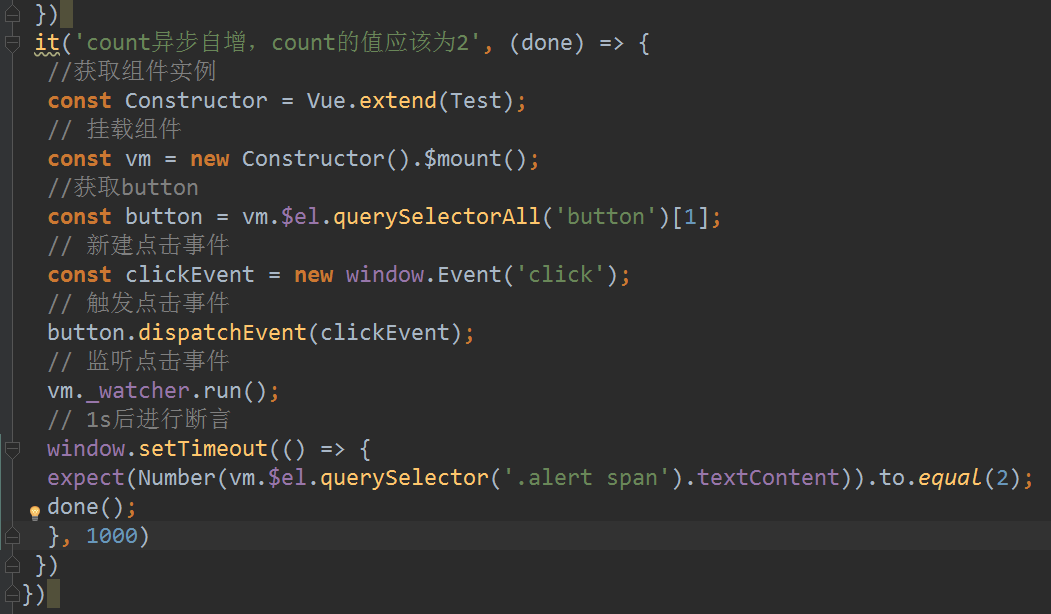 })
it('count异步自增，count的值应该为2', (done) => {
//获取组件实例
const Constructor = Vue.extend(Test);
// 挂载组件
const vm = new Constructor().$mount();
//获取button
const button = vm.$el.querySelectorAll('button')[1];
// 新建点击事件
const clickEvent = new window.Event('click');
// 触发点击事件
button.dispatchEvent(clickEvent);
// 监听点击事件
vm._watcher.run();
// 1s后进行断言
window.setTimeout(() => {
expect(Number(vm.$el.querySelector('.alert span').textContent)).to.equal(2);
done();
}, 1000)
})
})